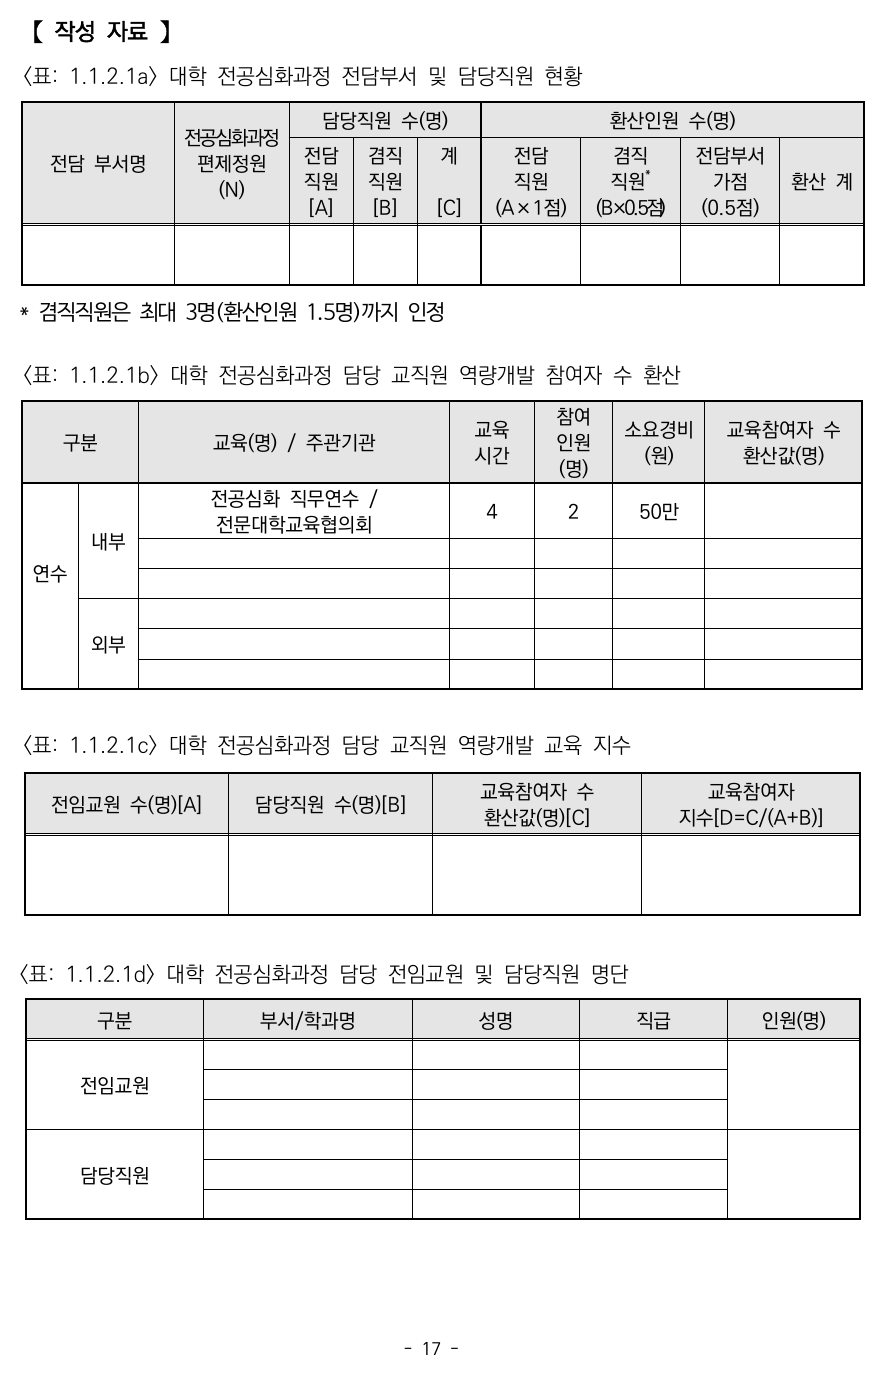 【 작성 자료 】
〈표: 1.1.2.1a〉 대학 전공심화과정 전담부서 및 담당직원 현황
전담 부서명
전공심화과정
편제정원
(N)
담당직원 수(명)
환산인원 수(명)
전담
직원
[A]
겸직
직원
[B]
계
[C]
전담
직원
(A×1점)
겸직
직원*
(B×0.5점)
전담부서
가점
(0.5점)
환산 계
* 겸직직원은 최대 3명(환산인원 1.5명)까지 인정
〈표: 1.1.2.1b〉 대학 전공심화과정 담당 교직원 역량개발 참여자 수 환산
구분
교육(명) / 주관기관
교육
시간
참여
인원
(명)
소요경비
(원)
교육참여자 수
환산값(명)
연수
내부
전공심화 직무연수 /
전문대학교육협의회
4
2
50만
외부
〈표: 1.1.2.1c〉 대학 전공심화과정 담당 교직원 역량개발 교육 지수
전임교원 수(명)[A]
담당직원 수(명)[B]
교육참여자 수
환산값(명)[C]
교육참여자
지수[D=C/(A+B)]
〈표: 1.1.2.1d〉 대학 전공심화과정 담당 전임교원 및 담당직원 명단
구분
부서/학과명
성명
직급
인원(명)
전임교원
담당직원
- 17 -